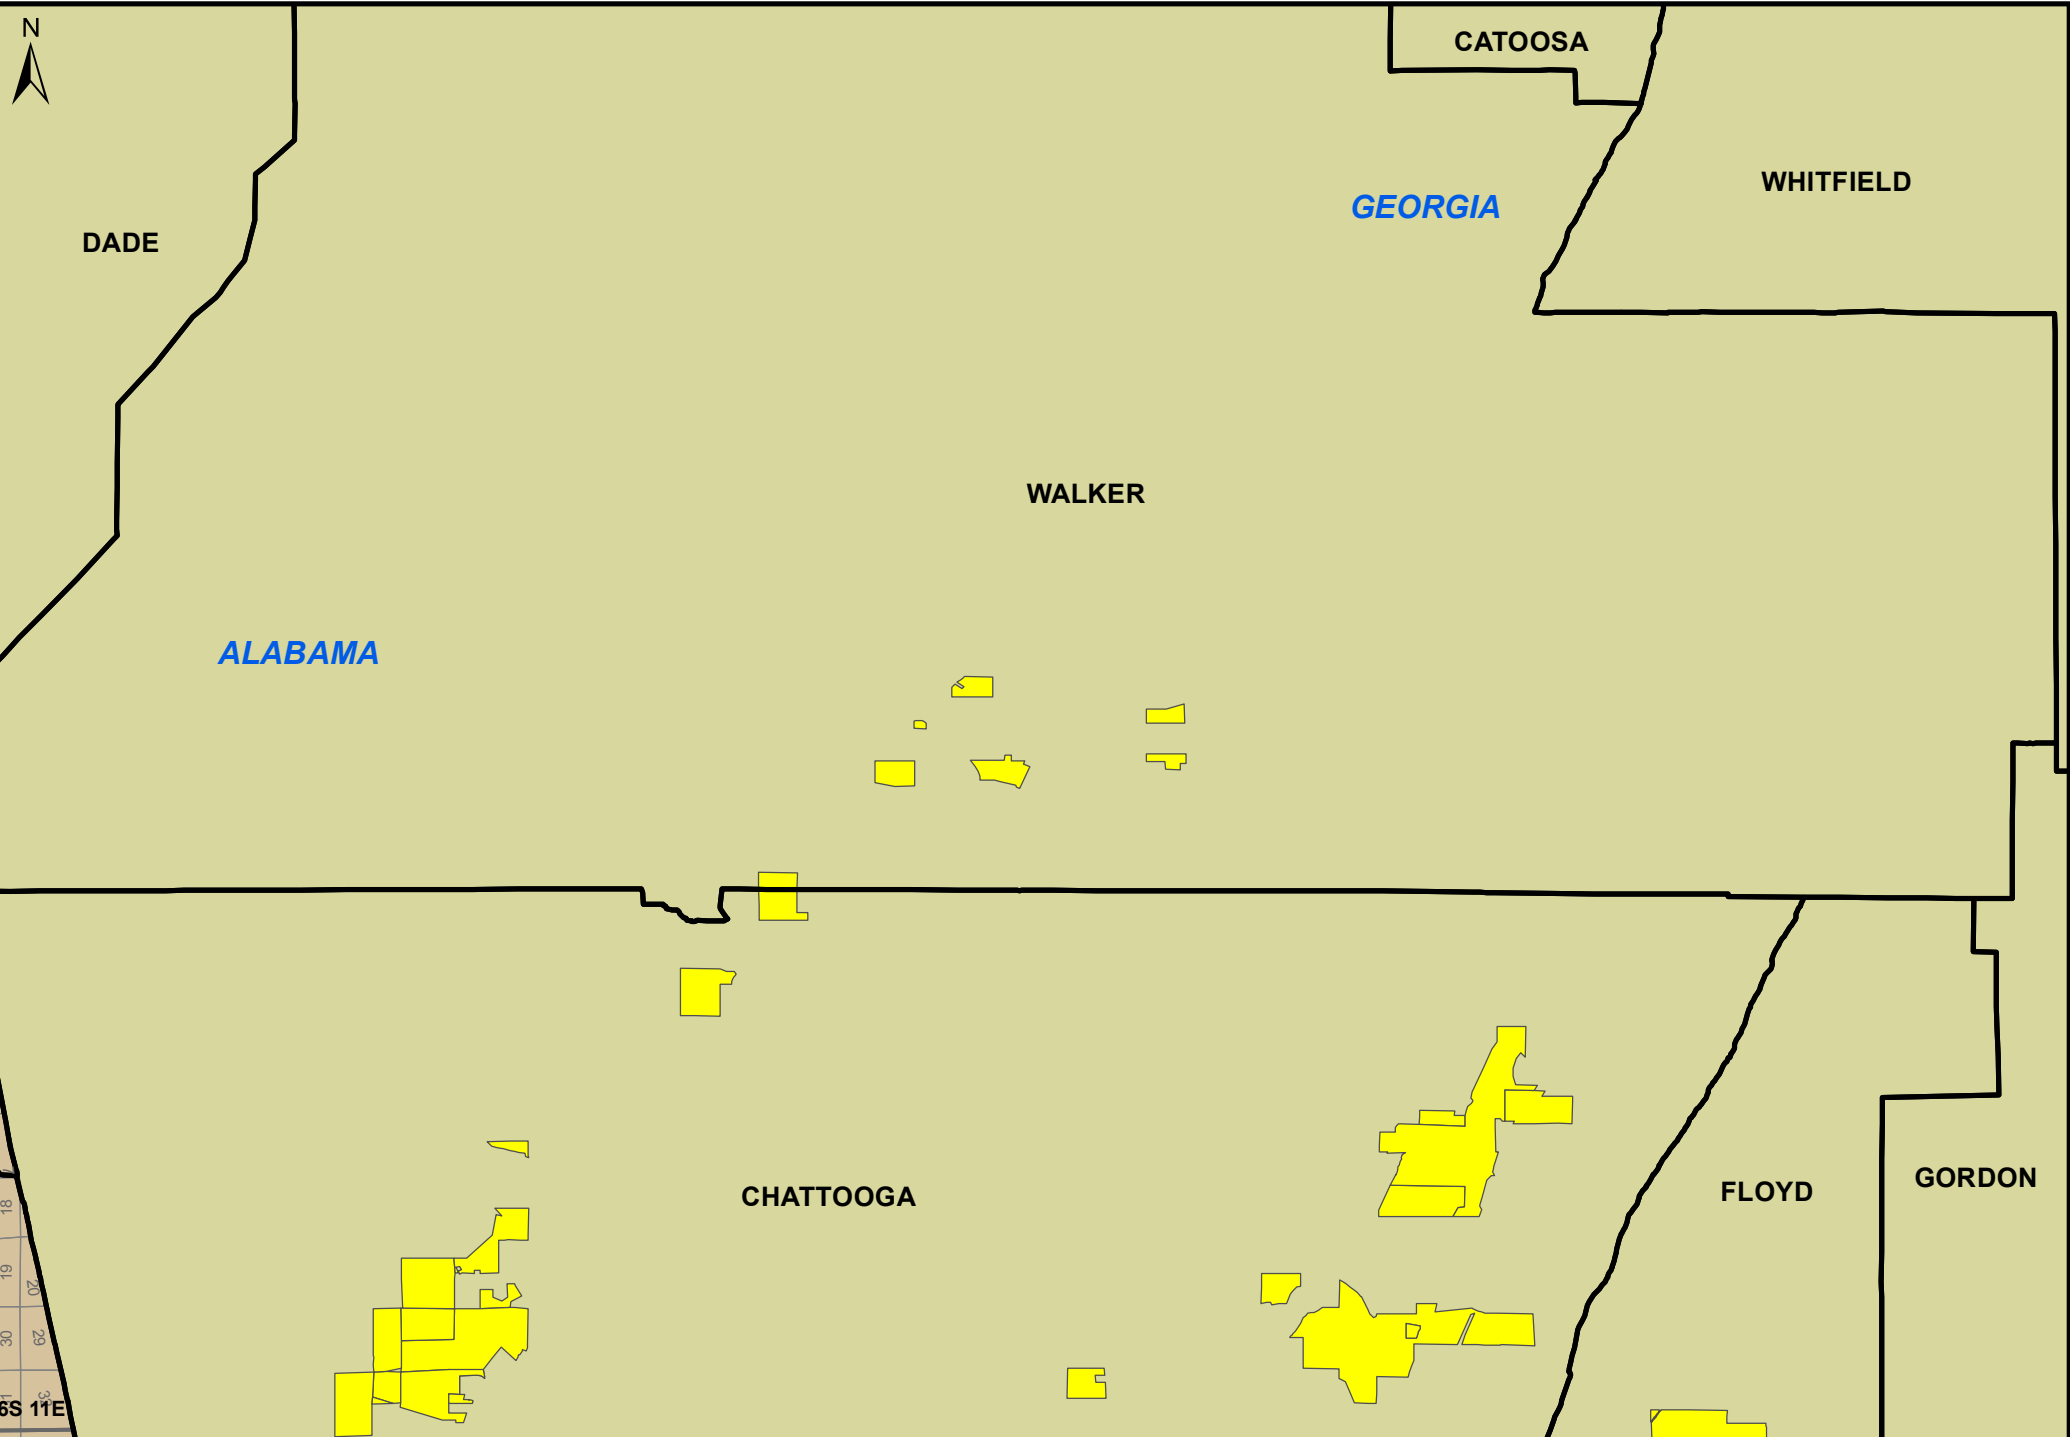 N
CATOOSA
WHITFIELD
GEORGIA
DADE
WALKER
ALABAMA
CHATTOOGA
FLOYD
GORDON
18
19
20
30
29
6S 11E